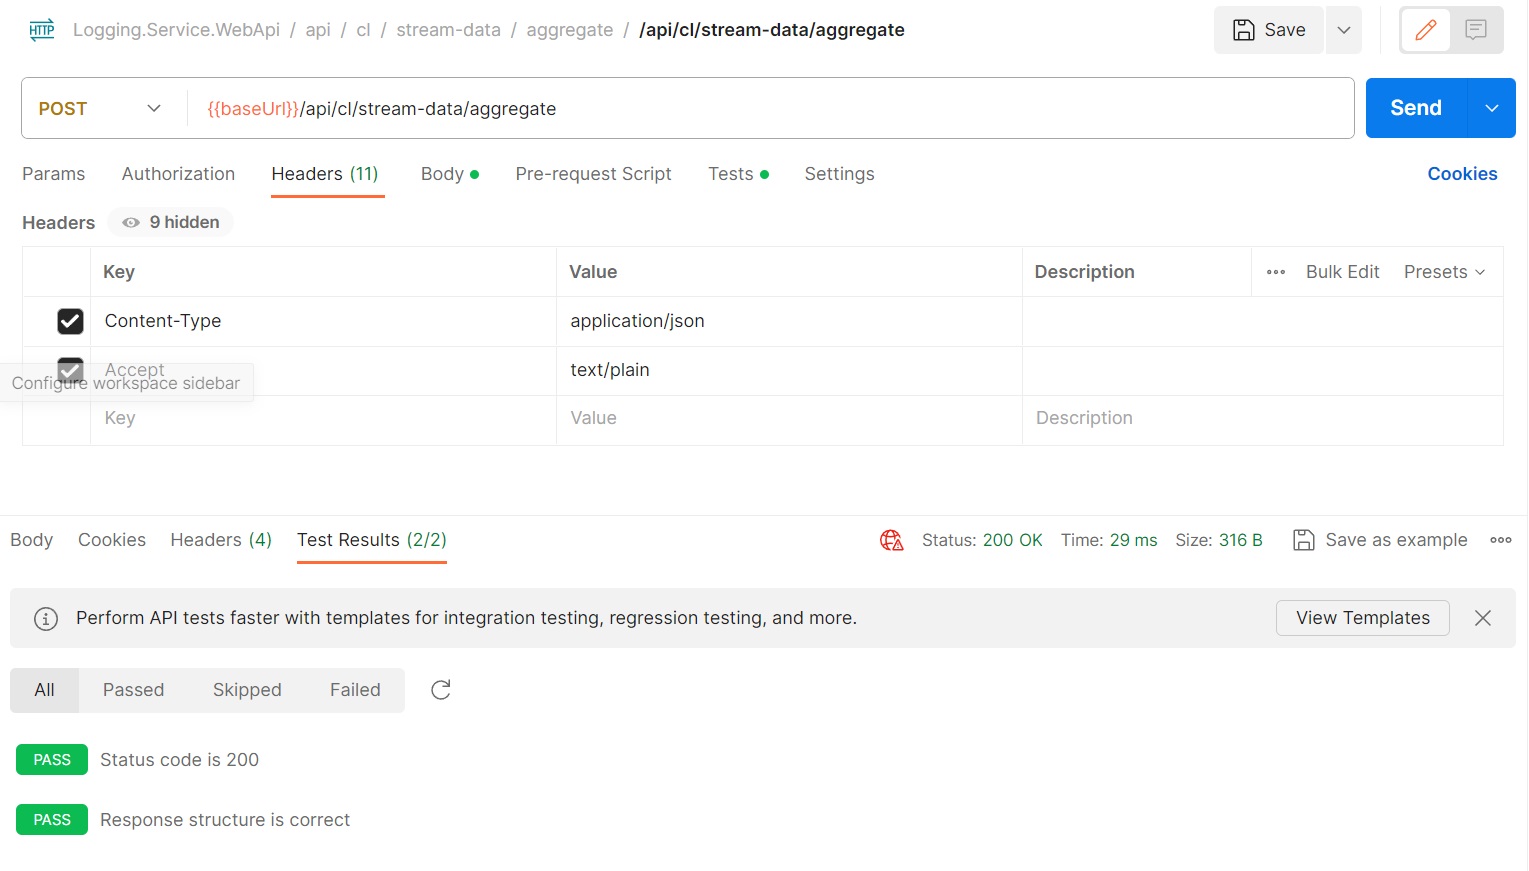 HTTP Logging.Service.WebApi / api / cl / stream-data / aggregate / /api/cl/stream-data/aggregate Save
POST {{baseUrl}}/api/cl/stream-data/aggregate Send
Params Authorization Headers (11) Body Pre-request Script Tests Settings Cookies
Headers 9 hidden
Key Value Description Bulk Edit Presets
Content-Type application/json
Accept text/plain
Configure workspace sidebar
Key Value Description
Body Cookies Headers (4) Test Results (2/2) Status: 200 OK Time: 29 ms Size: 316 B Save as example
Perform API tests faster with templates for integration testing, regression testing, and more. View Templates
All Passed Skipped Failed
PASS Status code is 200
PASS Response structure is correct